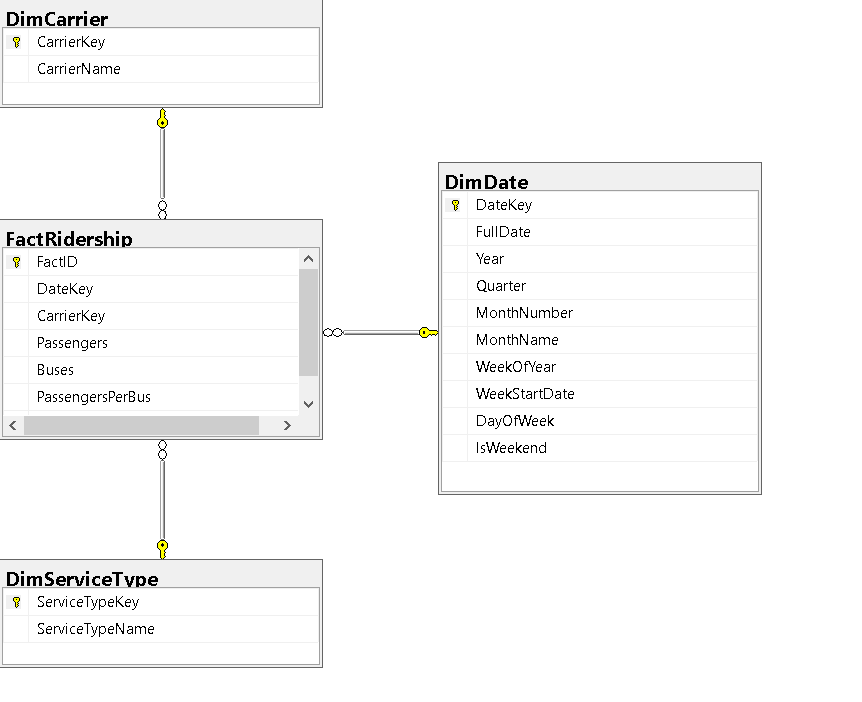 DimCarrier
CarrierKey
CarrierName
FactRidership
FactID
DateKey
CarrierKey
Passengers
Buses
PassengersPerBus
DimDate
DateKey
FullDate
Year
Quarter
MonthNumber
MonthName
WeekOfYear
WeekStartDate
DayOfWeek
IsWeekend
DimServiceType
ServiceTypeKey
ServiceTypeName